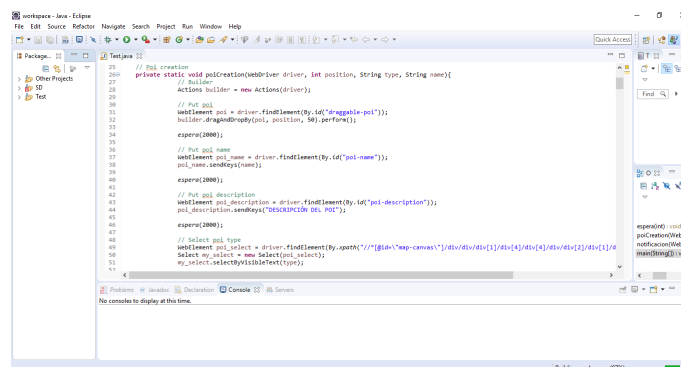 workspace - Java - Eclipse
File Edit Source Refactor Navigate Search Project Run Window Help
Quick Access
Package...
Other Projects
SD
Test
Test.java
25 // Poi creation
26 private static void poiCreation(WebDriver driver, int position, String type, String name){
27 // Builder
28 Actions builder = new Actions(driver);
29
30 // Put poi
31 WebElement poi = driver.findElement(By.id("draggable-poi"));
32 builder.dragAndDropBy(poi, position, 50).perform();
33
34 espera(2000);
35
36 // Put poi name
37 WebElement poi_name = driver.findElement(By.id("poi-name"));
38 poi_name.sendKeys(name);
39
40 espera(2000);
41
42 // Put poi description
43 WebElement poi_description = driver.findElement(By.id("poi-description"));
44 poi_description.sendKeys("DESCRIPCIÓN DEL POI");
45
46 espera(2000);
47
48 // Select poi type
49 WebElement poi_select = driver.findElement(By.xpath("//*[@id=\"map-canvas\"]/div/div/div[1]/div[4]/div[4]/div/div[2]/div[1]/d
50 Select my_select = new Select(poi_select);
51 my_select.selectByVisibleText(type);
T
Find
O
espera(int) : void
poiCreation(Web
notificacion(Web
main(String[]) : v
Problems Javadoc Declaration Console Servers
No consoles to display at this time.